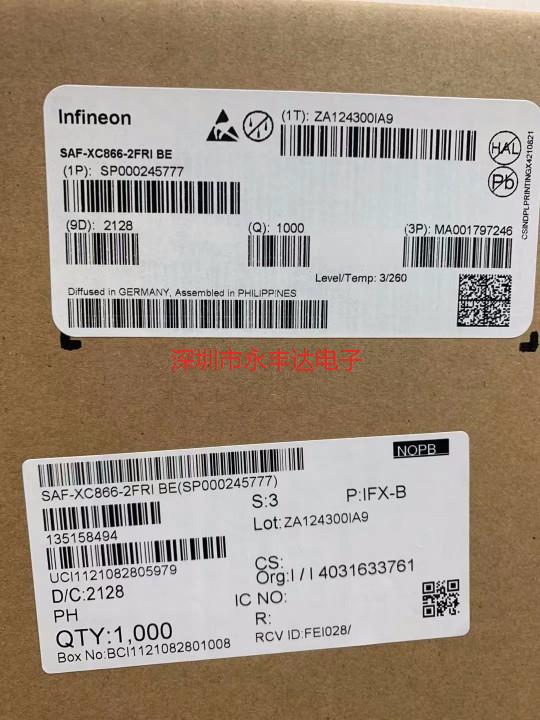 Infineon
(1T): ZA124300IA9
SAF-XC866-2FRI BE
(1P): SP000245777
HAL
Pb
(9D): 2128
(Q): 1000
(3P): MA001797246
Level/Temp: 3/260
Diffused in GERMANY, Assembled in PHILIPPINES
CSINDPLPRINTINGX4210821
深圳市永丰达电子
NOPB
SAF-XC866-2FRI BE(SP000245777)
S:3
P:IFX-B
135158494
Lot:ZA124300IA9
UCI1121082805979
CS:
Org:I / I 4031633761
D/C:2128
IC NO:
PH
R:
QTY:1,000
RCV ID:FEI028/
Box No:BCI1121082801008